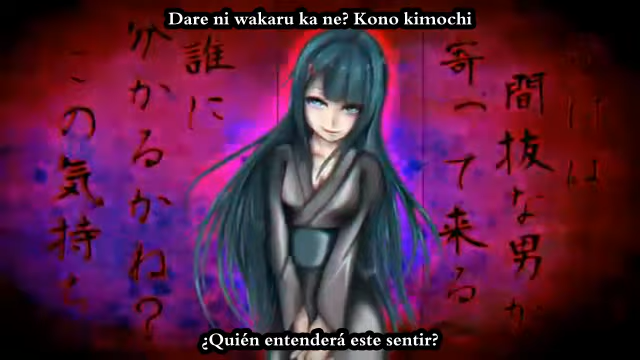 Dare ni wakaru ka ne? Kono kimochi
間抜な男が
寄って来る
誰に
分かるかね?
この気持ち
¿Quién entenderá este sentir?